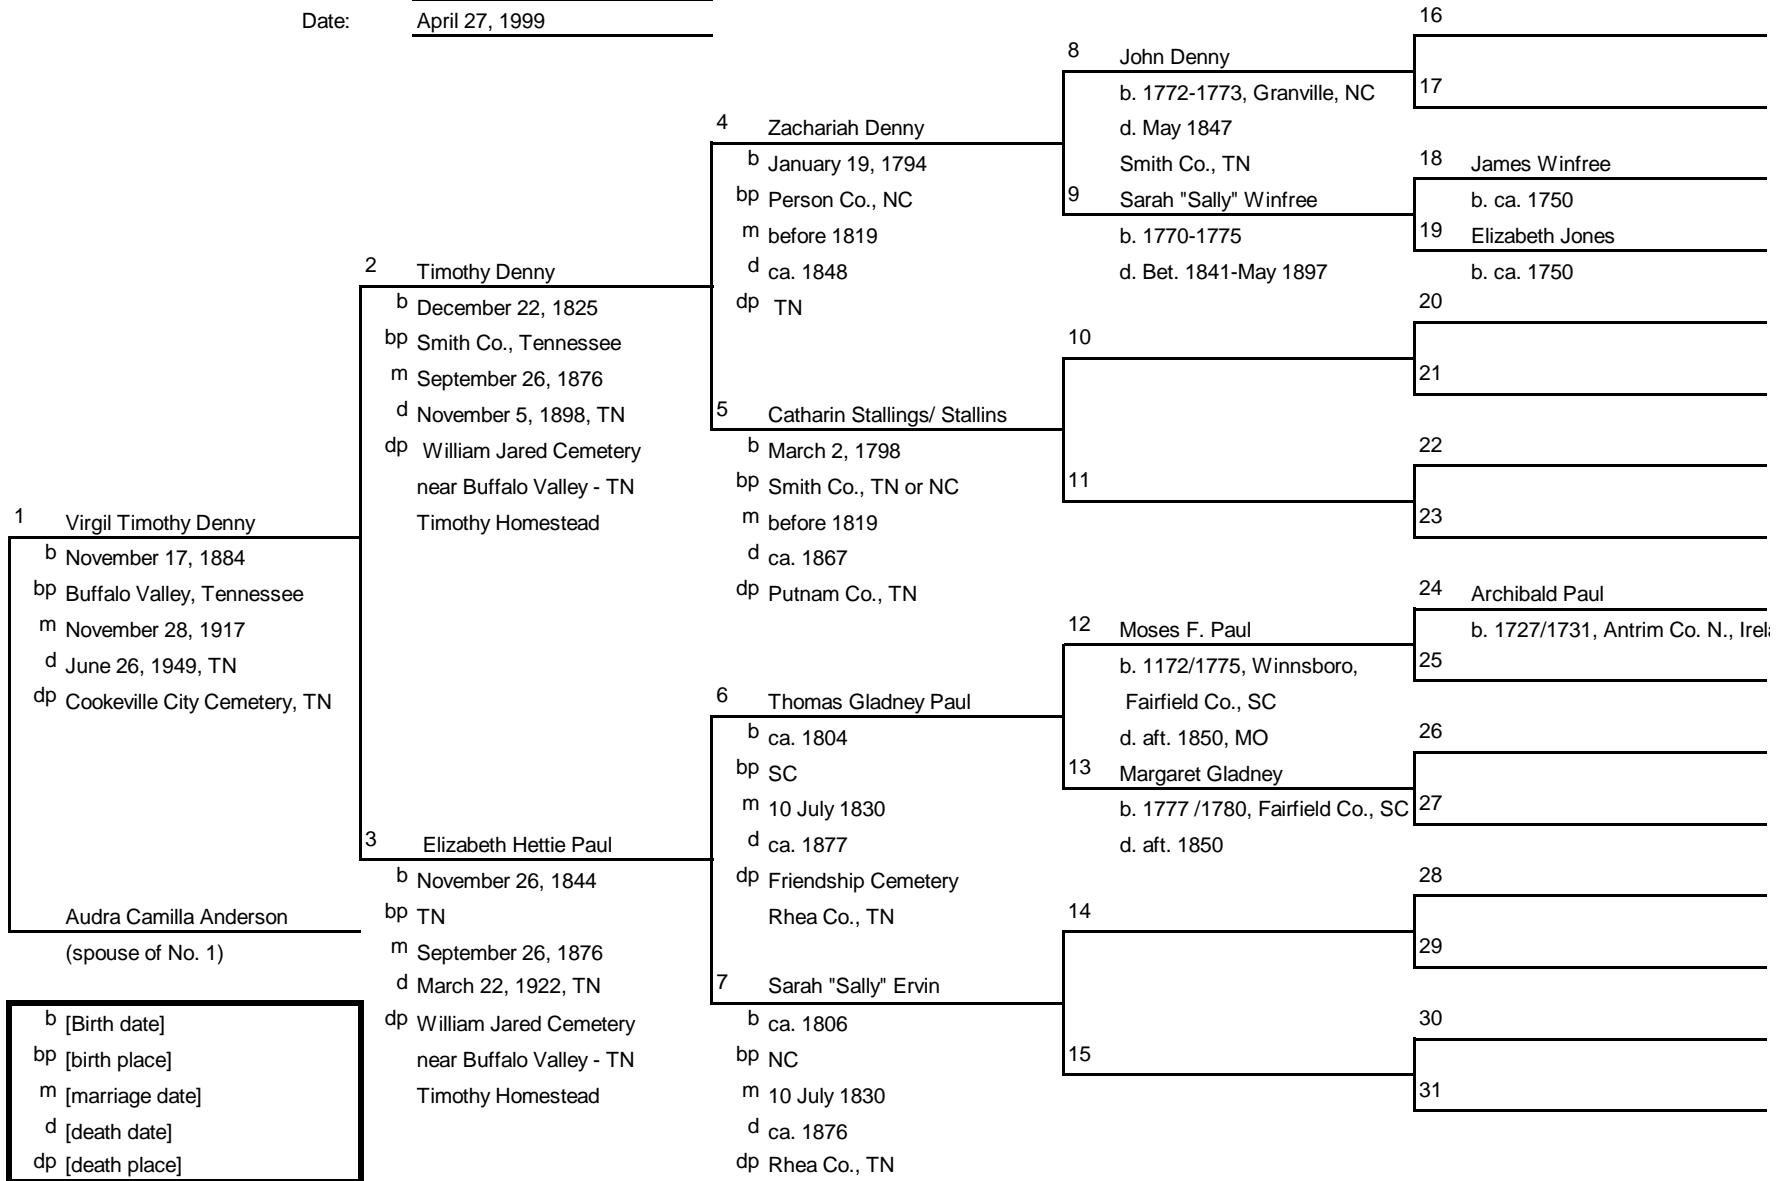 Date: April 27, 1999
1 Virgil Timothy Denny
b November 17, 1884
bp Buffalo Valley, Tennessee
m November 28, 1917
d June 26, 1949, TN
dp Cookeville City Cemetery, TN
Audra Camilla Anderson
(spouse of No. 1)
b [Birth date]
bp [birth place]
m [marriage date]
d [death date]
dp [death place]
2 Timothy Denny
b December 22, 1825
bp Smith Co., Tennessee
m September 26, 1876
d November 5, 1898, TN
dp William Jared Cemetery
near Buffalo Valley - TN
Timothy Homestead
3 Elizabeth Hettie Paul
b November 26, 1844
bp TN
m September 26, 1876
d March 22, 1922, TN
dp William Jared Cemetery
near Buffalo Valley - TN
Timothy Homestead
4 Zachariah Denny
b January 19, 1794
bp Person Co., NC
m before 1819
d ca. 1848
dp TN
5 Catharin Stallings/ Stallins
b March 2, 1798
bp Smith Co., TN or NC
m before 1819
d ca. 1867
dp Putnam Co., TN
6 Thomas Gladney Paul
b ca. 1804
bp SC
m 10 July 1830
d ca. 1877
dp Friendship Cemetery
Rhea Co., TN
7 Sarah "Sally" Ervin
b ca. 1806
bp NC
m 10 July 1830
d ca. 1876
dp Rhea Co., TN
8 John Denny
b. 1772-1773, Granville, NC
d. May 1847
Smith Co., TN
9 Sarah "Sally" Winfree
b. 1770-1775
d. Bet. 1841-May 1897
10
11
12 Moses F. Paul
b. 1172/1775, Winnsboro,
Fairfield Co., SC
d. aft. 1850, MO
13 Margaret Gladney
b. 1777 /1780, Fairfield Co., SC
d. aft. 1850
14
15
16
17
18 James Winfree
b. ca. 1750
19 Elizabeth Jones
b. ca. 1750
20
21
22
23
24 Archibald Paul
b. 1727/1731, Antrim Co. N.,
25
26
27
28
29
30
31